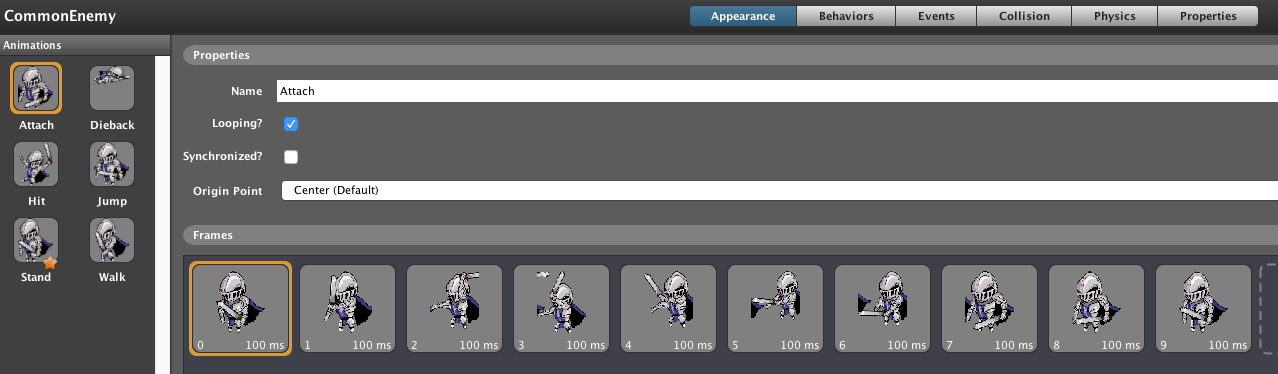 CommonEnemy
Appearance Behaviors Events Collision Physics Properties
Animations
Attach Dieback
Hit Jump
Stand Walk
Properties
Name Attach
Looping?
Synchronized?
Origin Point Center (Default)
Frames
0 100 ms 1 100 ms 2 100 ms 3 100 ms 4 100 ms 5 100 ms 6 100 ms 7 100 ms 8 100 ms 9 100 ms